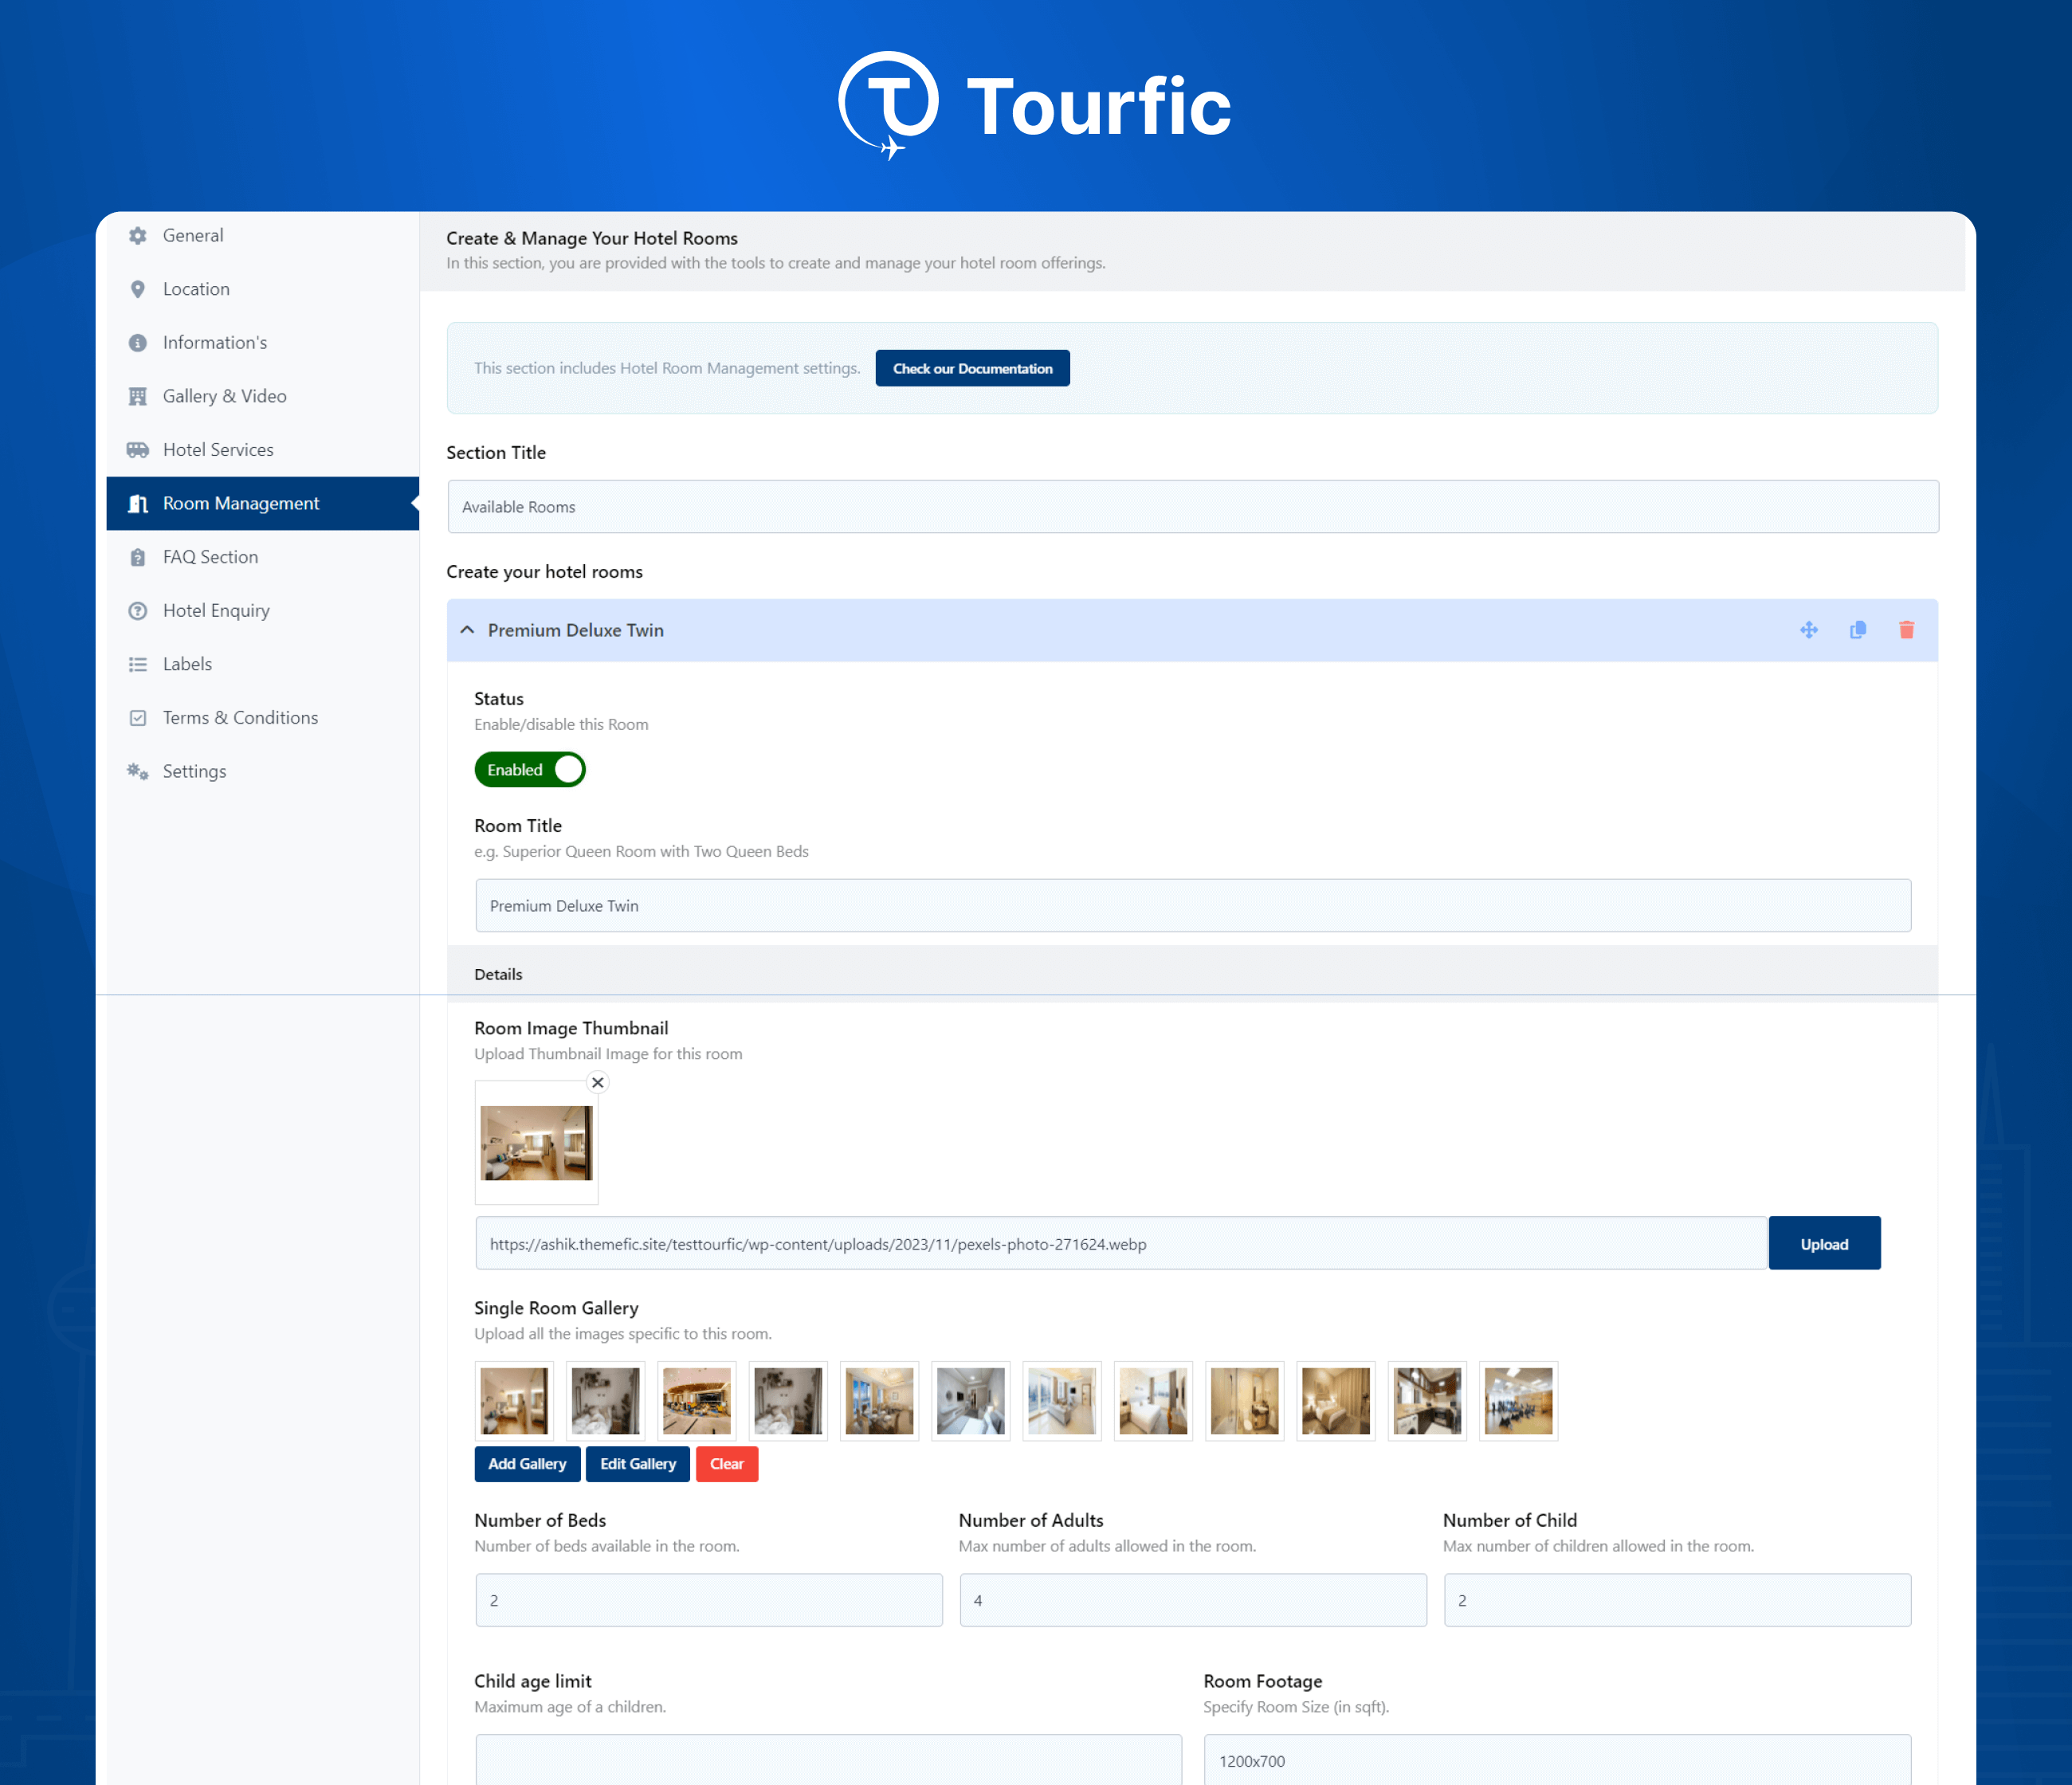 Tourfic
General
Location
Information's
Gallery & Video
Hotel Services
Room Management
FAQ Section
Hotel Enquiry
Labels
Terms & Conditions
Settings
Create & Manage Your Hotel Rooms
In this section, you are provided with the tools to create and manage your hotel room offerings.
This section includes Hotel Room Management settings. Check our Documentation
Section Title
Available Rooms
Create your hotel rooms
Premium Deluxe Twin
Status
Enable/disable this Room
Enabled
Room Title
e.g. Superior Queen Room with Two Queen Beds
Premium Deluxe Twin
Details
Room Image Thumbnail
Upload Thumbnail Image for this room
https://ashik.themefic.site/testtourfic/wp-content/uploads/2023/11/pexels-photo-271624.webp Upload
Single Room Gallery
Upload all the images specific to this room.
Add Gallery Edit Gallery Clear
Number of Beds Number of Adults Number of Child
Number of beds available in the room. Max number of adults allowed in the room. Max number of children allowed in the room.
2 4 2
Child age limit Room Footage
Maximum age of a children. Specify Room Size (in sqft).
1200x700